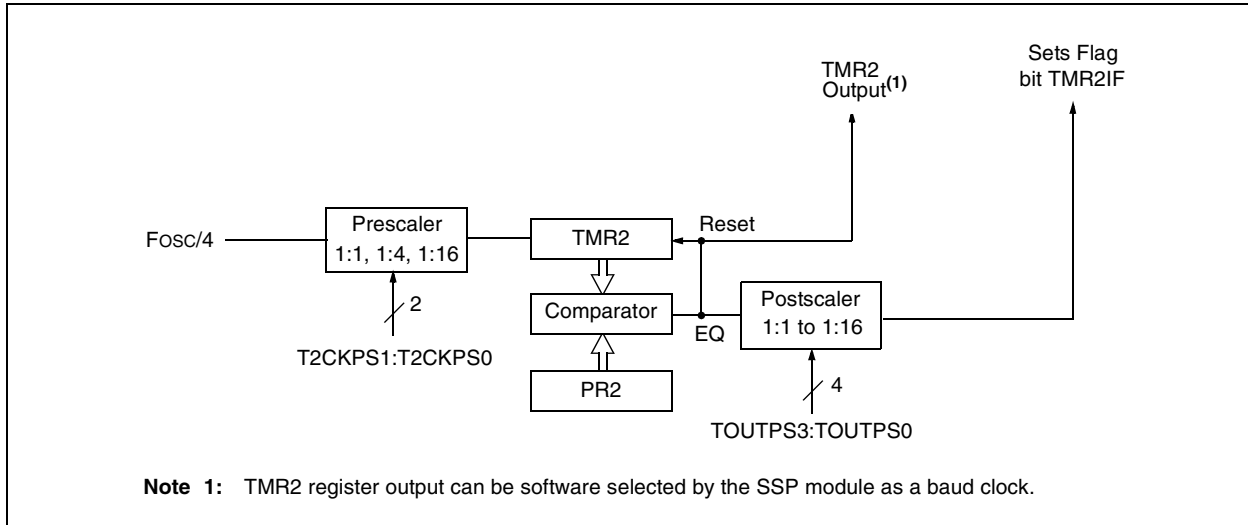 Sets Flag
bit TMR2IF
TMR2
Output(1)
Prescaler
1:1, 1:4, 1:16
Fosc/4
TMR2
Reset
2
T2CKPS1:T2CKPS0
Comparator
EQ
Postscaler
1:1 to 1:16
PR2
4
TOUTPS3:TOUTPS0
Note 1: TMR2 register output can be software selected by the SSP module as a baud clock.